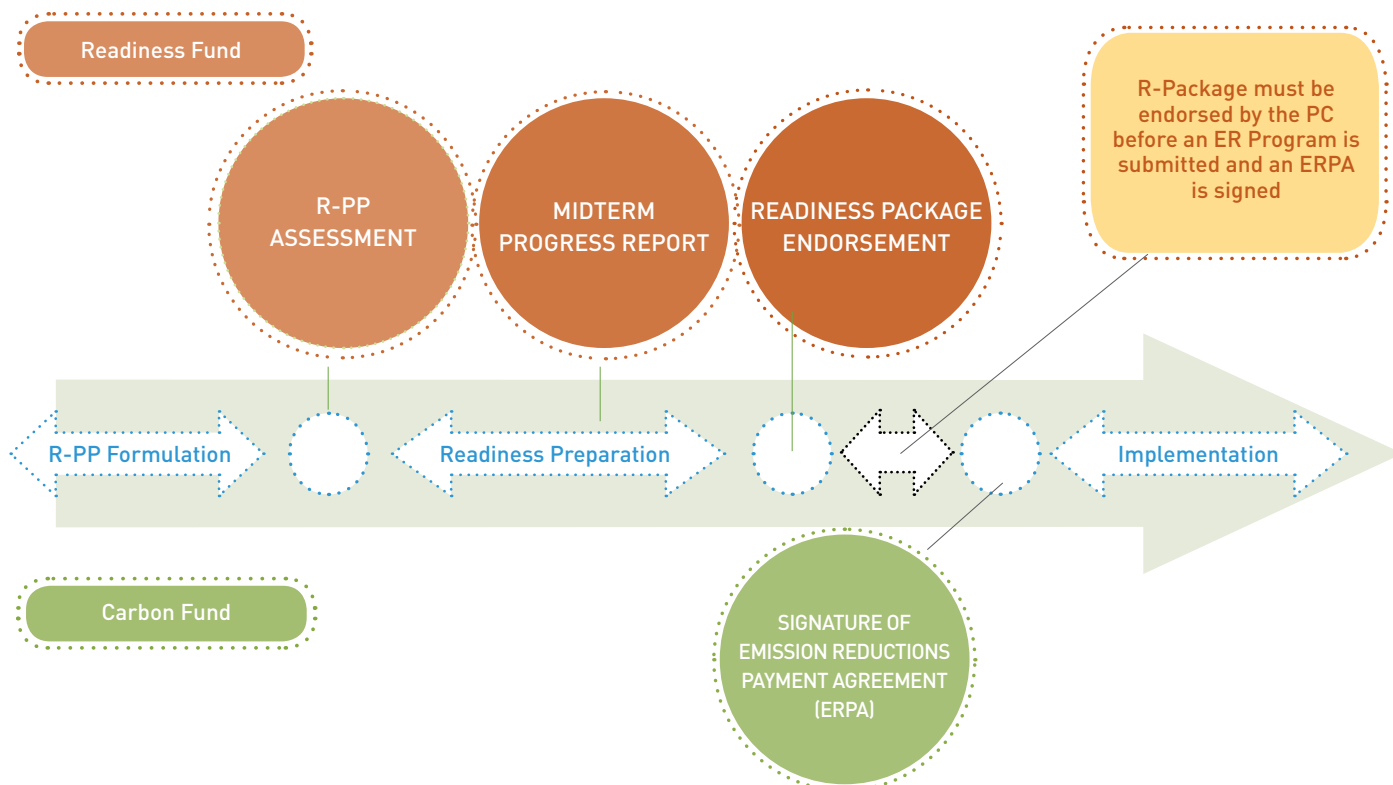 Readiness Fund
R-Package must be
endorsed by the PC
before an ER Program is
submitted and an ERPA
is signed
R-PP
ASSESSMENT
MIDTERM
PROGRESS REPORT
READINESS PACKAGE
ENDORSEMENT
R-PP Formulation
Readiness Preparation
Implementation
Carbon Fund
SIGNATURE OF
EMISSION REDUCTIONS
PAYMENT AGREEMENT
(ERPA)